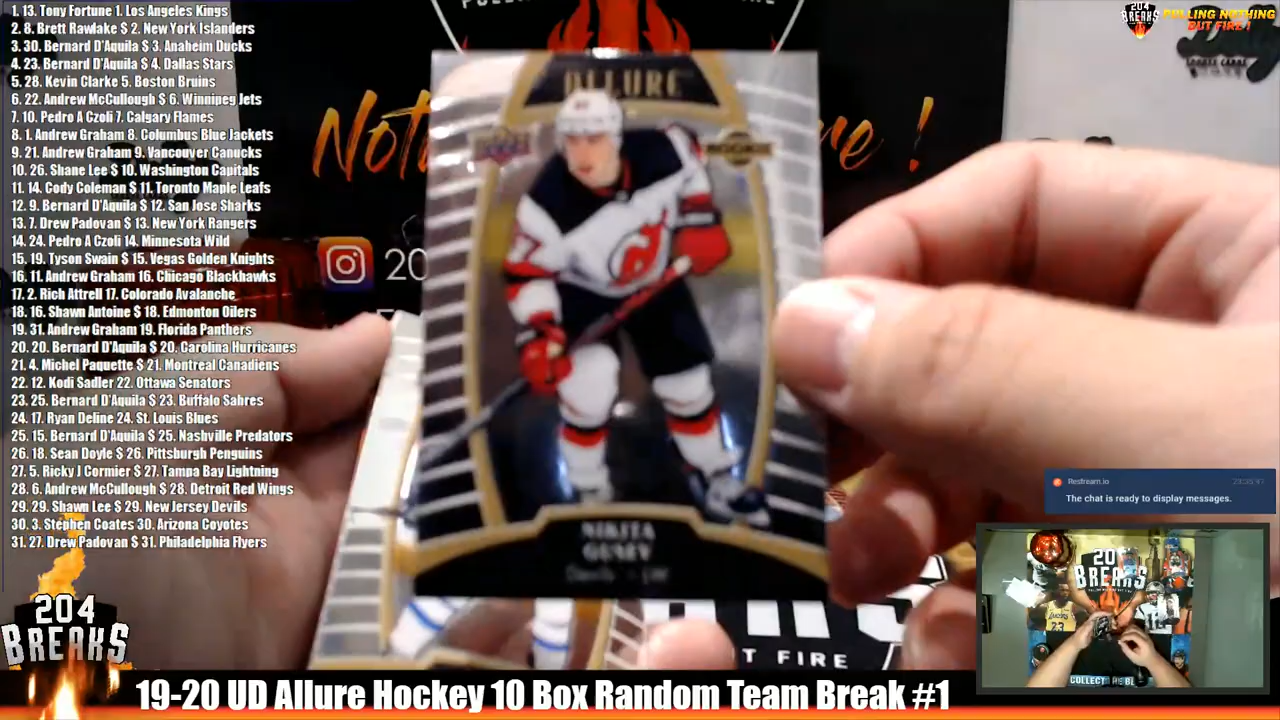 1. 13. Tony Fortune 1. Los Angeles Kings
2. 8. Brett Rawlake $ 2. New York Islanders
3. 30. Bernard D'Aquila $ 3. Anaheim Ducks
4. 23. Bernard D'Aquila $ 4. Dallas Stars
5. 28. Kevin Clarke 5. Boston Bruins
6. 22. Andrew McCullough $ 6. Winnipeg Jets
7. 10. Pedro A Czoli 7. Calgary Flames
8. 1. Andrew Graham 8. Columbus Blue Jackets
9. 21. Andrew Graham 9. Vancouver Canucks
10. 26. Shane Lee $ 10. Washington Capitals
11. 14. Cody Coleman $ 11. Toronto Maple Leafs
12. 9. Bernard D'Aquila $ 12. San Jose Sharks
13. 7. Drew Padovan $ 13. New York Rangers
14. 24. Pedro A Czoli 14. Minnesota Wild
15. 19. Tyson Swain $ 15. Vegas Golden Knights
16. 11. Andrew Graham 16. Chicago Blackhawks
17. 2. Rich Attrell 17. Colorado Avalanche
18. 16. Shawn Antoine $ 18. Edmonton Oilers
19. 31. Andrew Graham 19. Florida Panthers
20. 20. Bernard D'Aquila $ 20. Carolina Hurricanes
21. 4. Michel Paquette $ 21. Montreal Canadiens
22. 12. Kodi Sadler 22. Ottawa Senators
23. 25. Bernard D'Aquila $ 23. Buffalo Sabres
24. 17. Ryan Deline 24. St. Louis Blues
25. 15. Bernard D'Aquila $ 25. Nashville Predators
26. 18. Sean Doyle $ 26. Pittsburgh Penguins
27. 5. Ricky J Cormier $ 27. Tampa Bay Lightning
28. 6. Andrew McCullough $ 28. Detroit Red Wings
29. 29. Shawn Lee $ 29. New Jersey Devils
30. 3. Stephen Coates 30. Arizona Coyotes
31. 27. Drew Padovan $ 31. Philadelphia Flyers
204
BREAKS
ALLURE
ROOKIE
NIKITA
GUSEV
Devils - LW
20
T FIRE
204
BREAKS
PULLING NOTHING
BUT FIRE !
Restream.io
The chat is ready to display messages.
20
BREAKS
LAKERS
23
19-20 UD Allure Hockey 10 Box Random Team Break #1